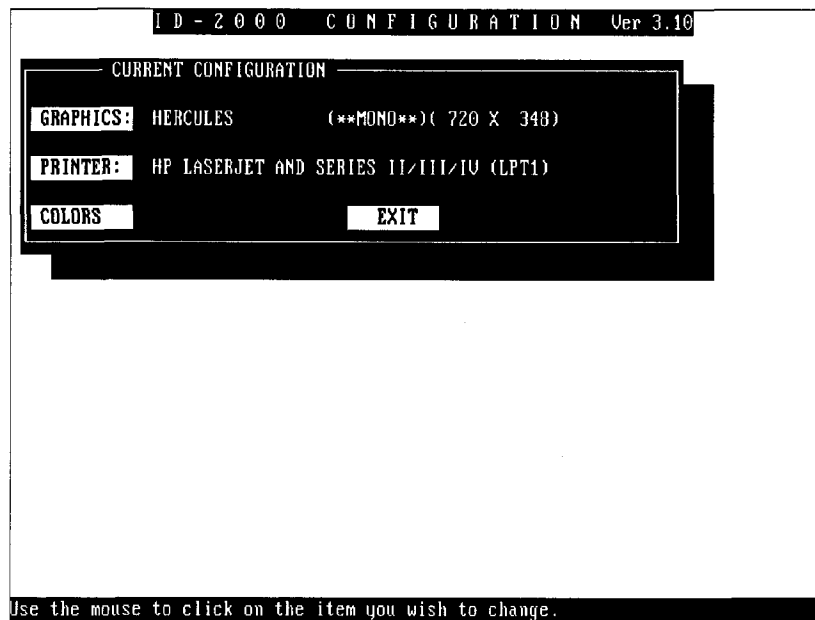 ID-2000 CONFIGURATION Ver 3.10
CURRENT CONFIGURATION
GRAPHICS: HERCULES (**MONO**)( 720 X 348)
PRINTER: HP LASERJET AND SERIES II/III/IV (LPT1)
COLORS EXIT
Use the mouse to click on the item you wish to change.